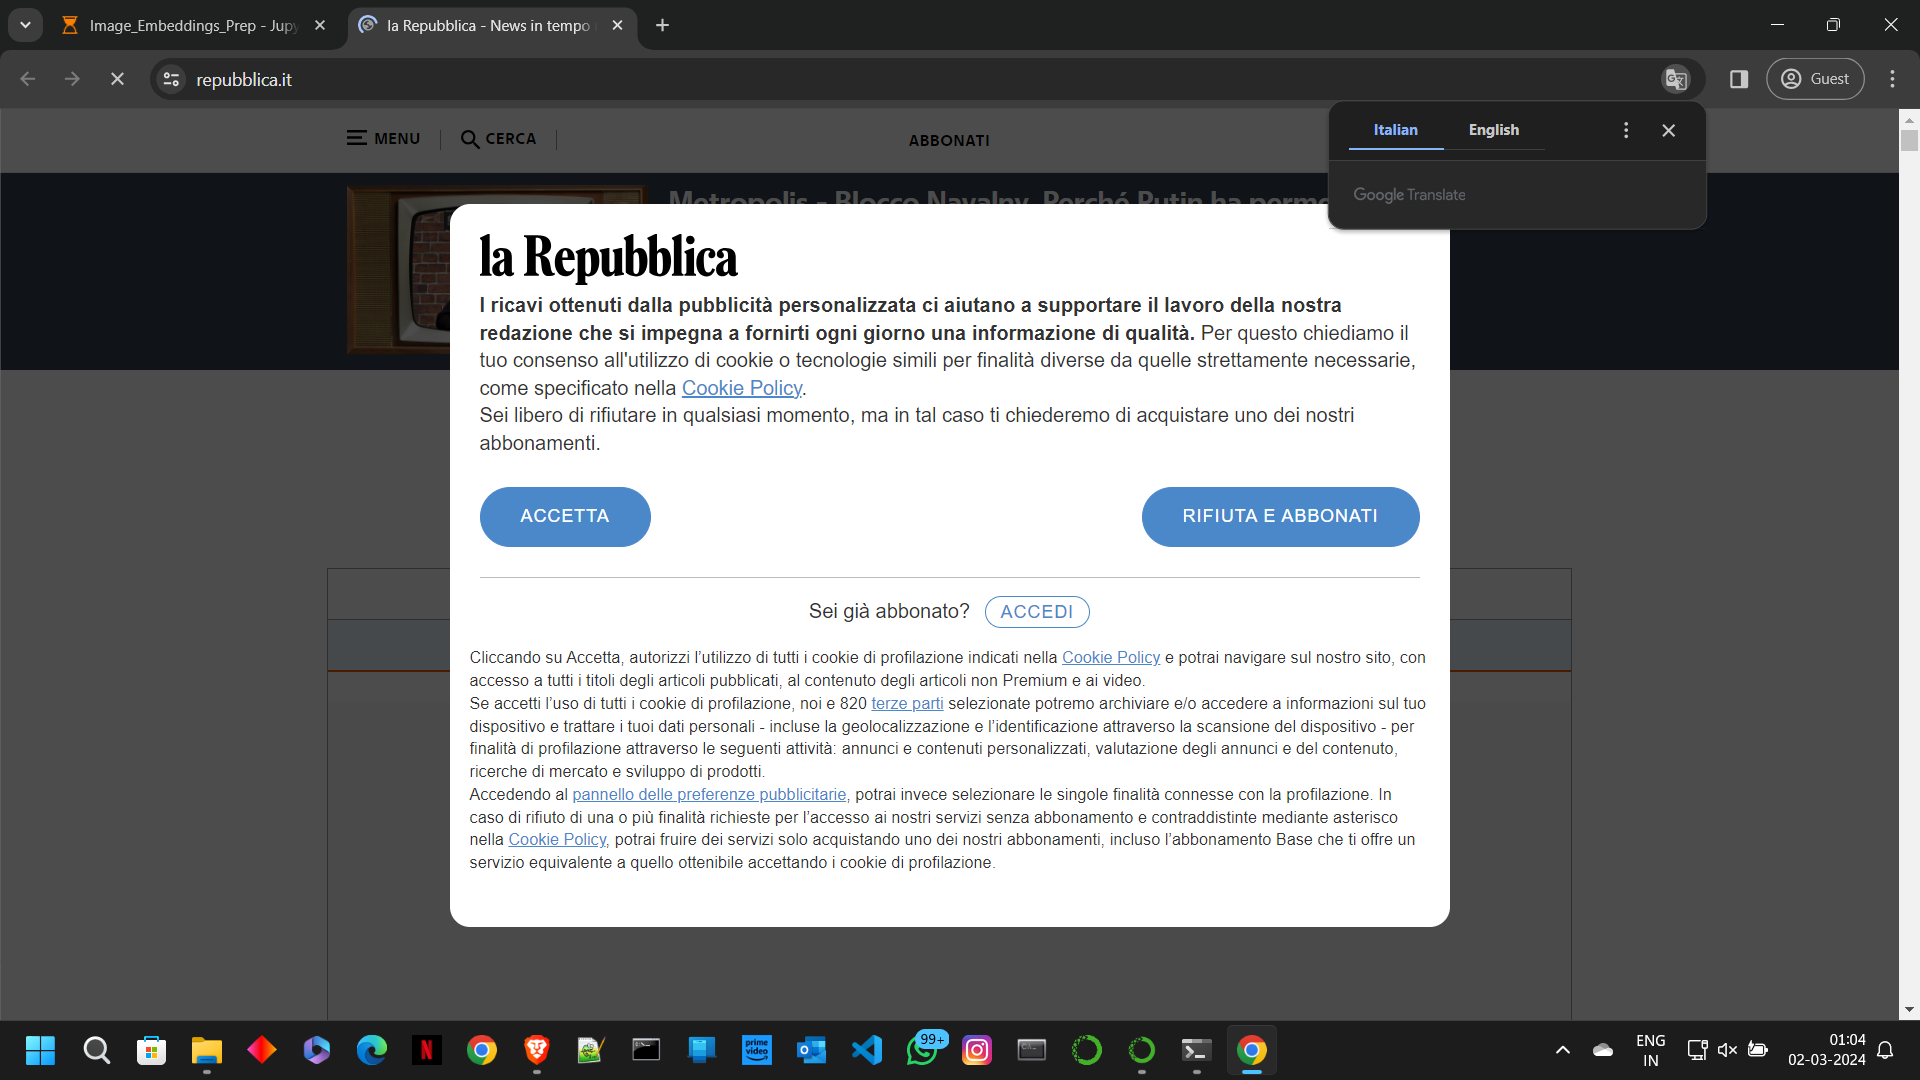 Image_Embeddings_Prep - Jupy
la Repubblica - News in tempo
repubblica.it
Guest
Italian English
Google Translate
MENU
CERCA
ABBONATI
Metropolis - Blocco Navalny. Perché Putin ha perme
la Repubblica
I ricavi ottenuti dalla pubblicità personalizzata ci aiutano a supportare il lavoro della nostra
redazione che si impegna a fornirti ogni giorno una informazione di qualità. Per questo chiediamo il
tuo consenso all'utilizzo di cookie o tecnologie simili per finalità diverse da quelle strettamente necessarie,
come specificato nella Cookie Policy.
Sei libero di rifiutare in qualsiasi momento, ma in tal caso ti chiederemo di acquistare uno dei nostri
abbonamenti.
ACCETTA
RIFIUTA E ABBONATI
Sei già abbonato? ACCEDI
Cliccando su Accetta, autorizzi l’utilizzo di tutti i cookie di profilazione indicati nella Cookie Policy e potrai navigare sul nostro sito, con
accesso a tutti i titoli degli articoli pubblicati, al contenuto degli articoli non Premium e ai video.
Se accetti l’uso di tutti i cookie di profilazione, noi e 820 terze parti selezionate potremo archiviare e/o accedere a informazioni sul tuo
dispositivo e trattare i tuoi dati personali - incluse la geolocalizzazione e l’identificazione attraverso la scansione del dispositivo - per
finalità di profilazione attraverso le seguenti attività: annunci e contenuti personalizzati, valutazione degli annunci e del contenuto,
ricerche di mercato e sviluppo di prodotti.
Accedendo al pannello delle preferenze pubblicitarie, potrai invece selezionare le singole finalità connesse con la profilazione. In
caso di rifiuto di una o più finalità richieste per l’accesso ai nostri servizi senza abbonamento e contraddistinte mediante asterisco
nella Cookie Policy, potrai fruire dei servizi solo acquistando uno dei nostri abbonamenti, incluso l’abbonamento Base che ti offre un
servizio equivalente a quello ottenibile accettando i cookie di profilazione.
prime
video
99+
ENG
IN
01:04
02-03-2024